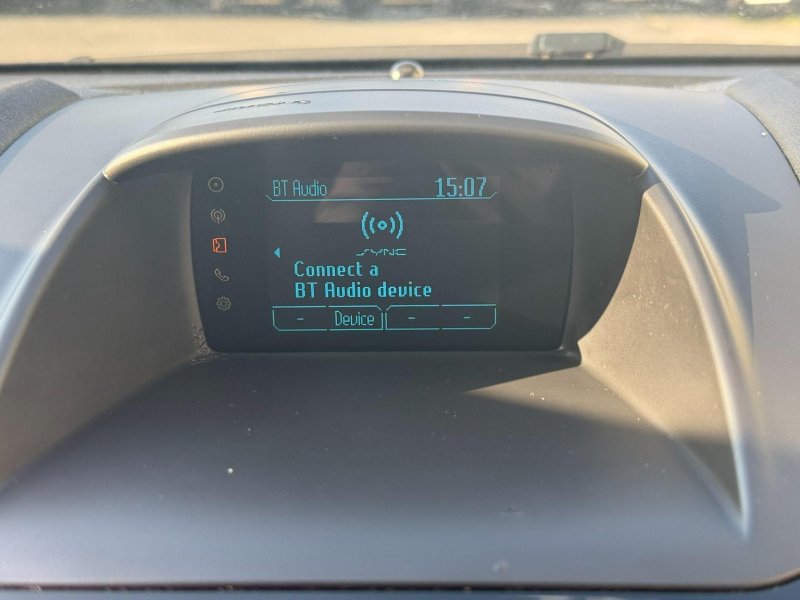 BT Audio 15:07
SYNC
Connect a
BT Audio device
- Device - -